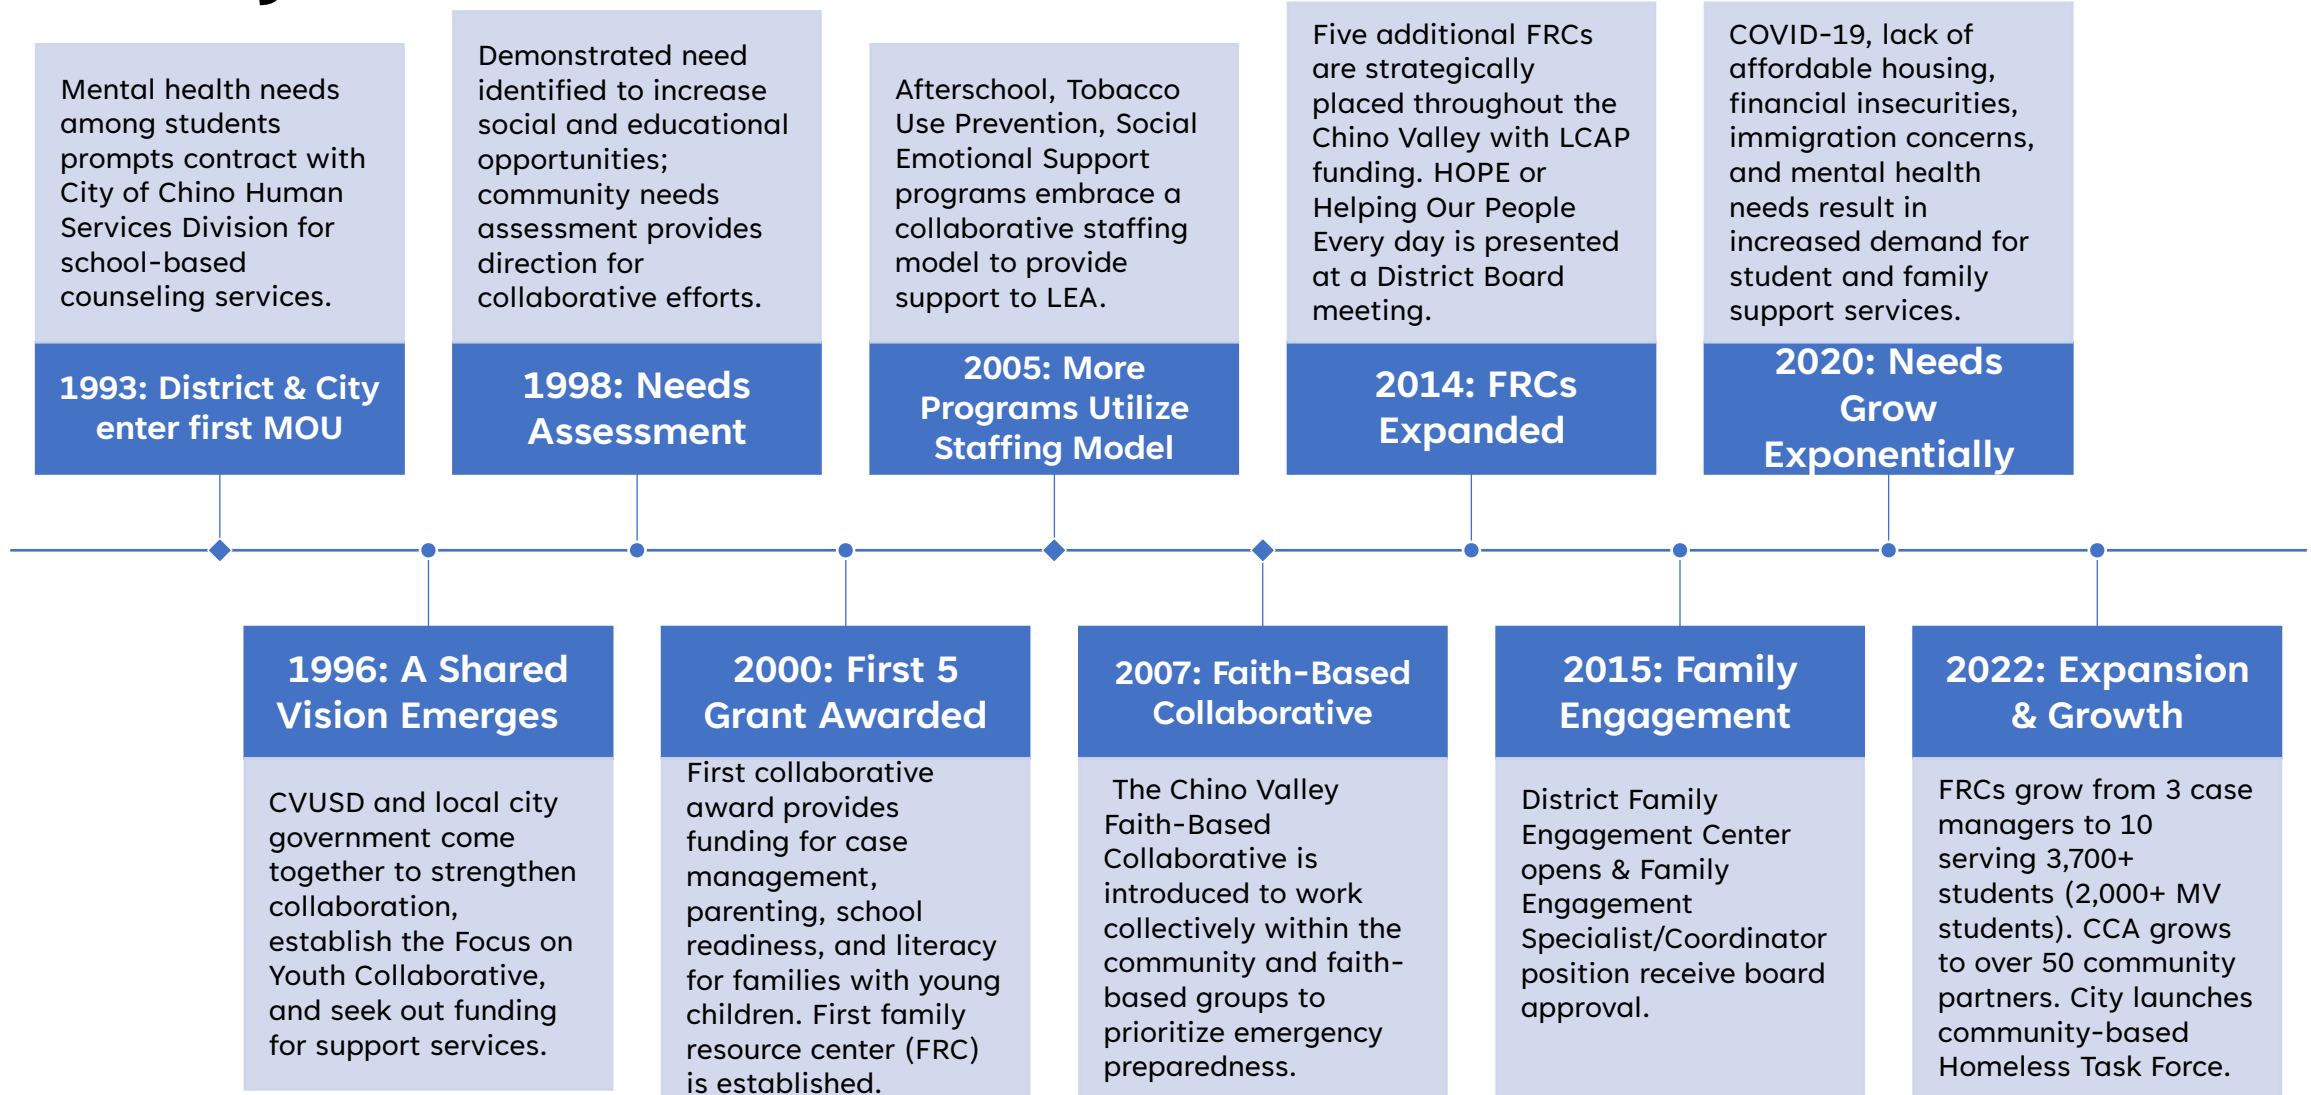 Mental health needs
among students
prompts contract with
City of Chino Human
Services Division for
school-based
counseling services.
1993: District & City
enter first MOU
Demonstrated need
identified to increase
social and educational
opportunities;
community needs
assessment provides
direction for
collaborative efforts.
1998: Needs
Assessment
Afterschool, Tobacco
Use Prevention, Social
Emotional Support
programs embrace a
collaborative staffing
model to provide
support to LEA.
2005: More
Programs Utilize
Staffing Model
Five additional FRCs
are strategically
placed throughout the
Chino Valley with LCAP
funding. HOPE or
Helping Our People
Every day is presented
at a District Board
meeting.
2014: FRCs
Expanded
COVID-19, lack of
affordable housing,
financial insecurities,
immigration concerns,
and mental health
needs result in
increased demand for
student and family
support services.
2020: Needs
Grow
Exponentially
1996: A Shared
Vision Emerges
CVUSD and local city
government come
together to strengthen
collaboration,
establish the Focus on
Youth Collaborative,
and seek out funding
for support services.
2000: First 5
Grant Awarded
First collaborative
award provides
funding for case
management,
parenting, school
readiness, and literacy
for families with young
children. First family
resource center (FRC)
is established.
2007: Faith-Based
Collaborative
The Chino Valley
Faith-Based
Collaborative is
introduced to work
collectively within the
community and faith-
based groups to
prioritize emergency
preparedness.
2015: Family
Engagement
District Family
Engagement Center
opens & Family
Engagement
Specialist/Coordinator
position receive board
approval.
2022: Expansion
& Growth
FRCs grow from 3 case
managers to 10
serving 3,700+
students (2,000+ MV
students). CCA grows
to over 50 community
partners. City launches
community-based
Homeless Task Force.